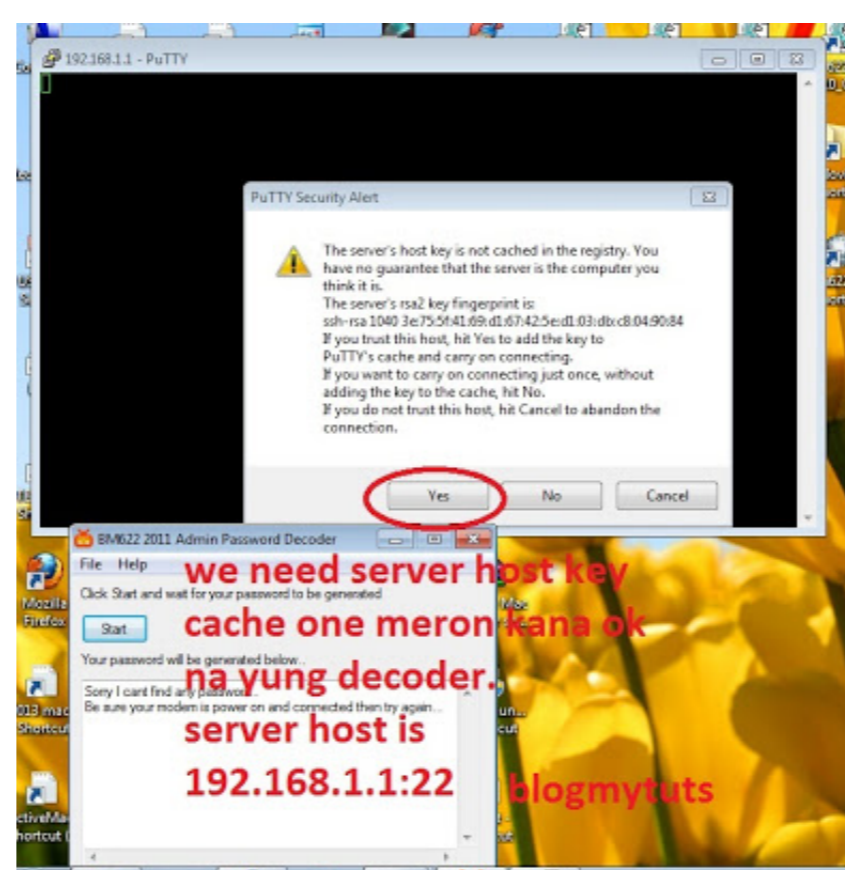 192.168.1.1 - PuTTY
PuTTY Security Alert
The server's host key is not cached in the registry. You
have no guarantee that the server is the computer you
think it is.
The server's rsa2 key fingerprint is:
ssh-rsa 1040 3e:75:5f:41:69:d1:67:42:5e:d1:03:db:c8:04:90:84
If you trust this host, hit Yes to add the key to
PuTTY's cache and carry on connecting.
If you want to carry on connecting just once, without
adding the key to the cache, hit No.
If you do not trust this host, hit Cancel to abandon the
connection.
Yes No Cancel
BM622 2011 Admin Password Decoder
File Help
Click Start and wait for your password to be generated
Start
Your password will be generated below...
Sorry I cant find any password...
Be sure your modem is power on and connected then try again...
we need server host key
cache one meron kana ok
na yung decoder.
server host is
192.168.1.1:22
blogmytuts
Mozilla
Firefox
013 mac
Shortcut
ctiveMa
hortcut